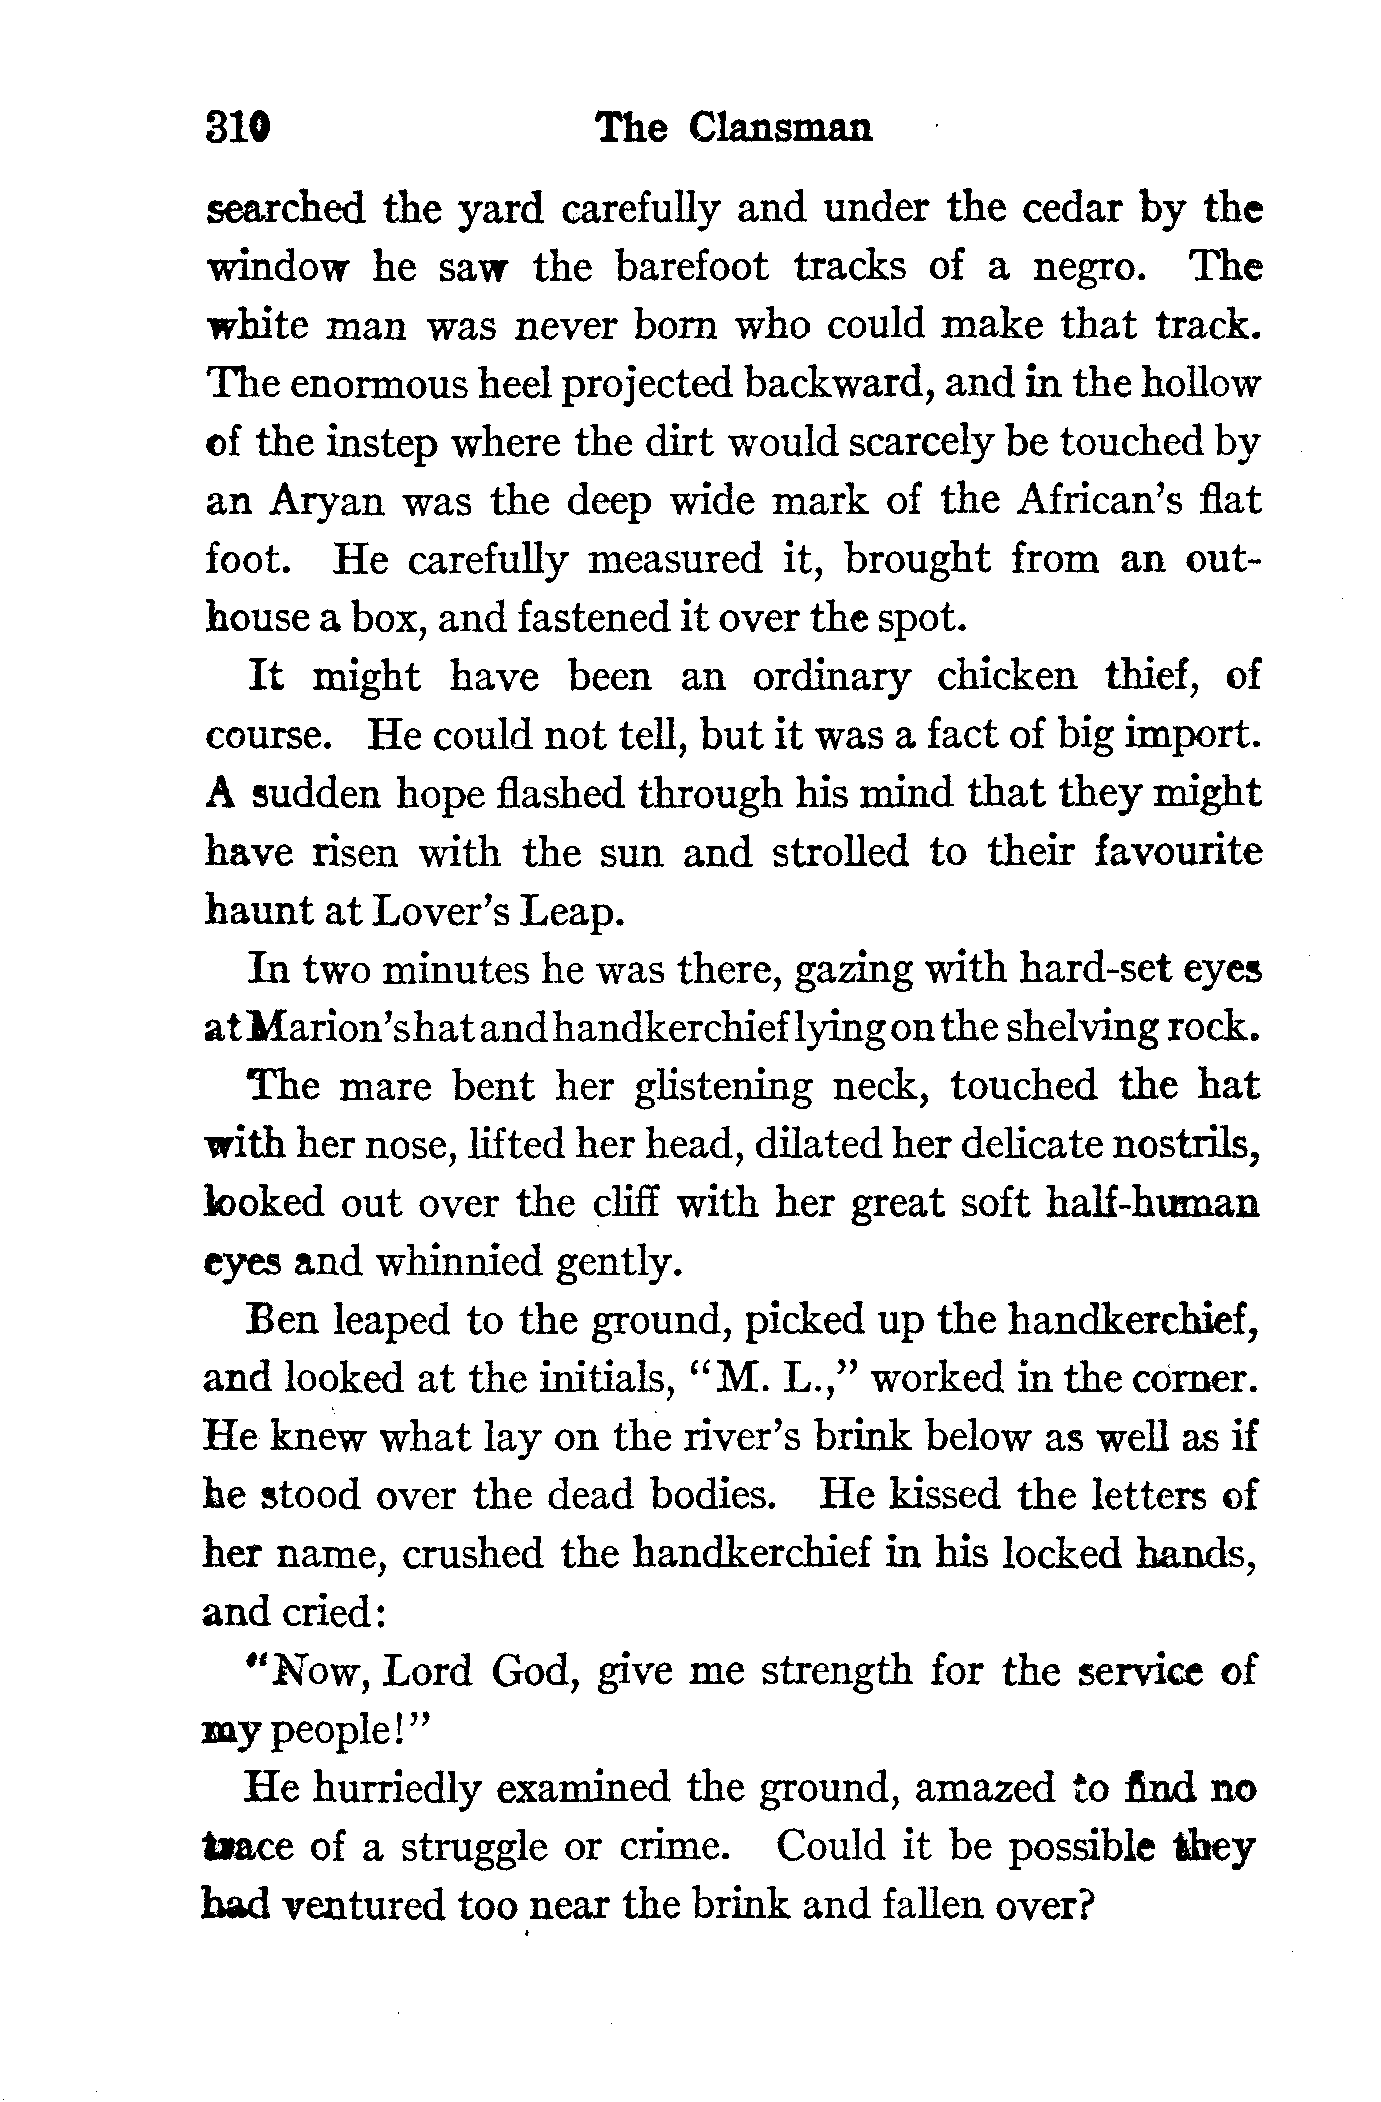 310 The Clansman
searched the yard carefully and under the cedar by the
window he saw the barefoot tracks of a negro. The
white man was never born who could make that track.
The enormous heel projected backward, and in the hollow
of the instep where the dirt would scarcely be touched by
an Aryan was the deep wide mark of the African's flat
foot. He carefully measured it, brought from an out-
house a box, and fastened it over the spot.
It might have been an ordinary chicken thief, of
course. He could not tell, but it was a fact of big import.
A sudden hope flashed through his mind that they might
have risen with the sun and strolled to their favourite
haunt at Lover's Leap.
In two minutes he was there, gazing with hard-set eyes
at Marion's hat and handkerchief lying on the shelving rock.
The mare bent her glistening neck, touched the hat
with her nose, lifted her head, dilated her delicate nostrils,
looked out over the cliff with her great soft half-human
eyes and whinnied gently.
Ben leaped to the ground, picked up the handkerchief,
and looked at the initials, "M. L.," worked in the corner.
He knew what lay on the river's brink below as well as if
he stood over the dead bodies. He kissed the letters of
her name, crushed the handkerchief in his locked hands,
and cried:
"Now, Lord God, give me strength for the service of
my people!"
He hurriedly examined the ground, amazed to find no
trace of a struggle or crime. Could it be possible they
had ventured too near the brink and fallen over?